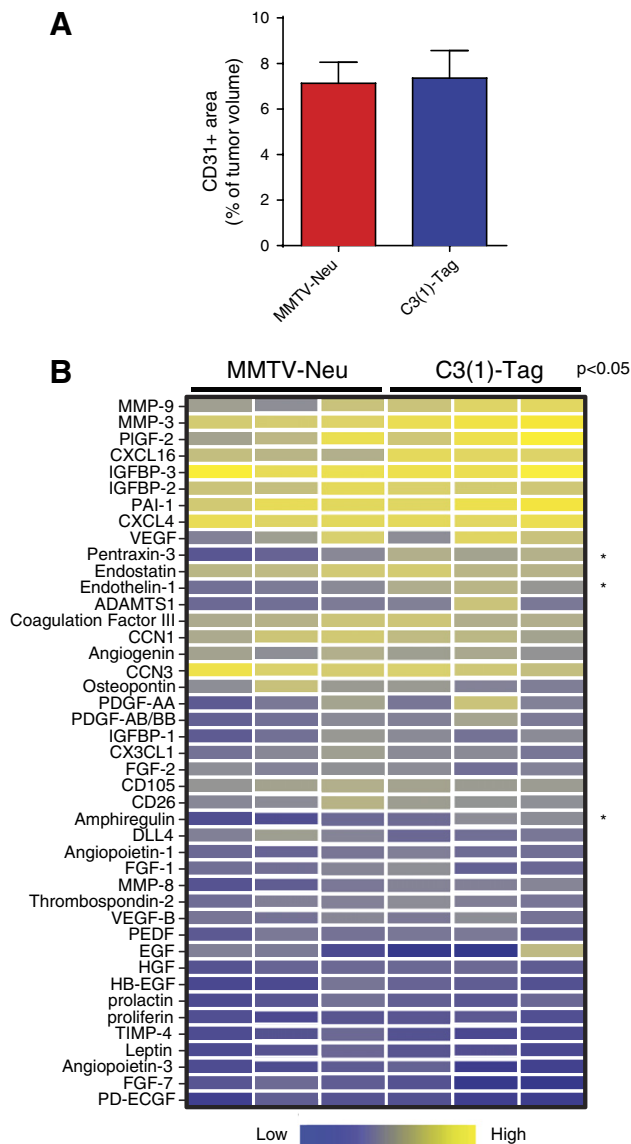 A
CD31+ area
(% of tumor volume)
10
8
6
4
2
0
MMTV-Neu
C3(1)-Tag
B
MMTV-Neu
C3(1)-Tag
p<0.05
MMP-9
MMP-3
PlGF-2
CXCL16
IGFBP-3
IGFBP-2
PAI-1
CXCL4
VEGF
Pentraxin-3 *
Endostatin
Endothelin-1 *
ADAMTS1
Coagulation Factor III
CCN1
Angiogenin
CCN3
Osteopontin
PDGF-AA
PDGF-AB/BB
IGFBP-1
CX3CL1
FGF-2
CD105
CD26
Amphiregulin *
DLL4
Angiopoietin-1
FGF-1
MMP-8
Thrombospondin-2
VEGF-B
PEDF
EGF
HGF
HB-EGF
prolactin
proliferin
TIMP-4
Leptin
Angiopoietin-3
FGF-7
PD-ECGF
Low
High